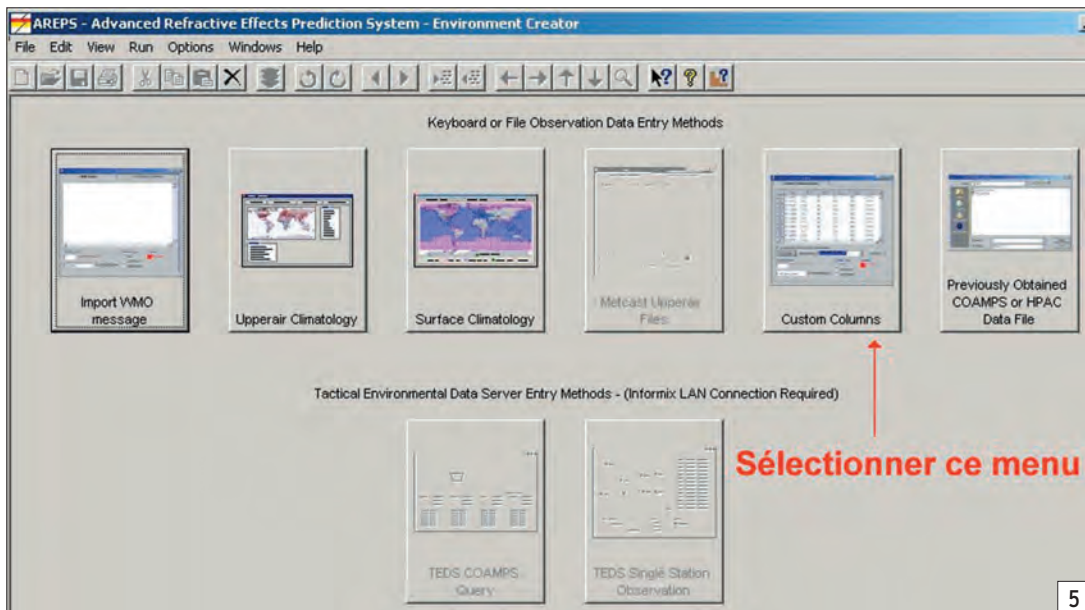 AREPS - Advanced Refractive Effects Prediction System - Environment Creator
File Edit View Run Options Windows Help
Keyboard or File Observation Data Entry Methods
Import WMO
message
Upperair Climatology
Surface Climatology
Metcast Upperair
Files
Custom Columns
Previously Obtained
COAMPS or HPAC
Data File
Tactical Environmental Data Server Entry Methods - (Informix LAN Connection Required)
Sélectionner ce menu
TEDS COAMPS
Query
TEDS Single Station
Observation
5